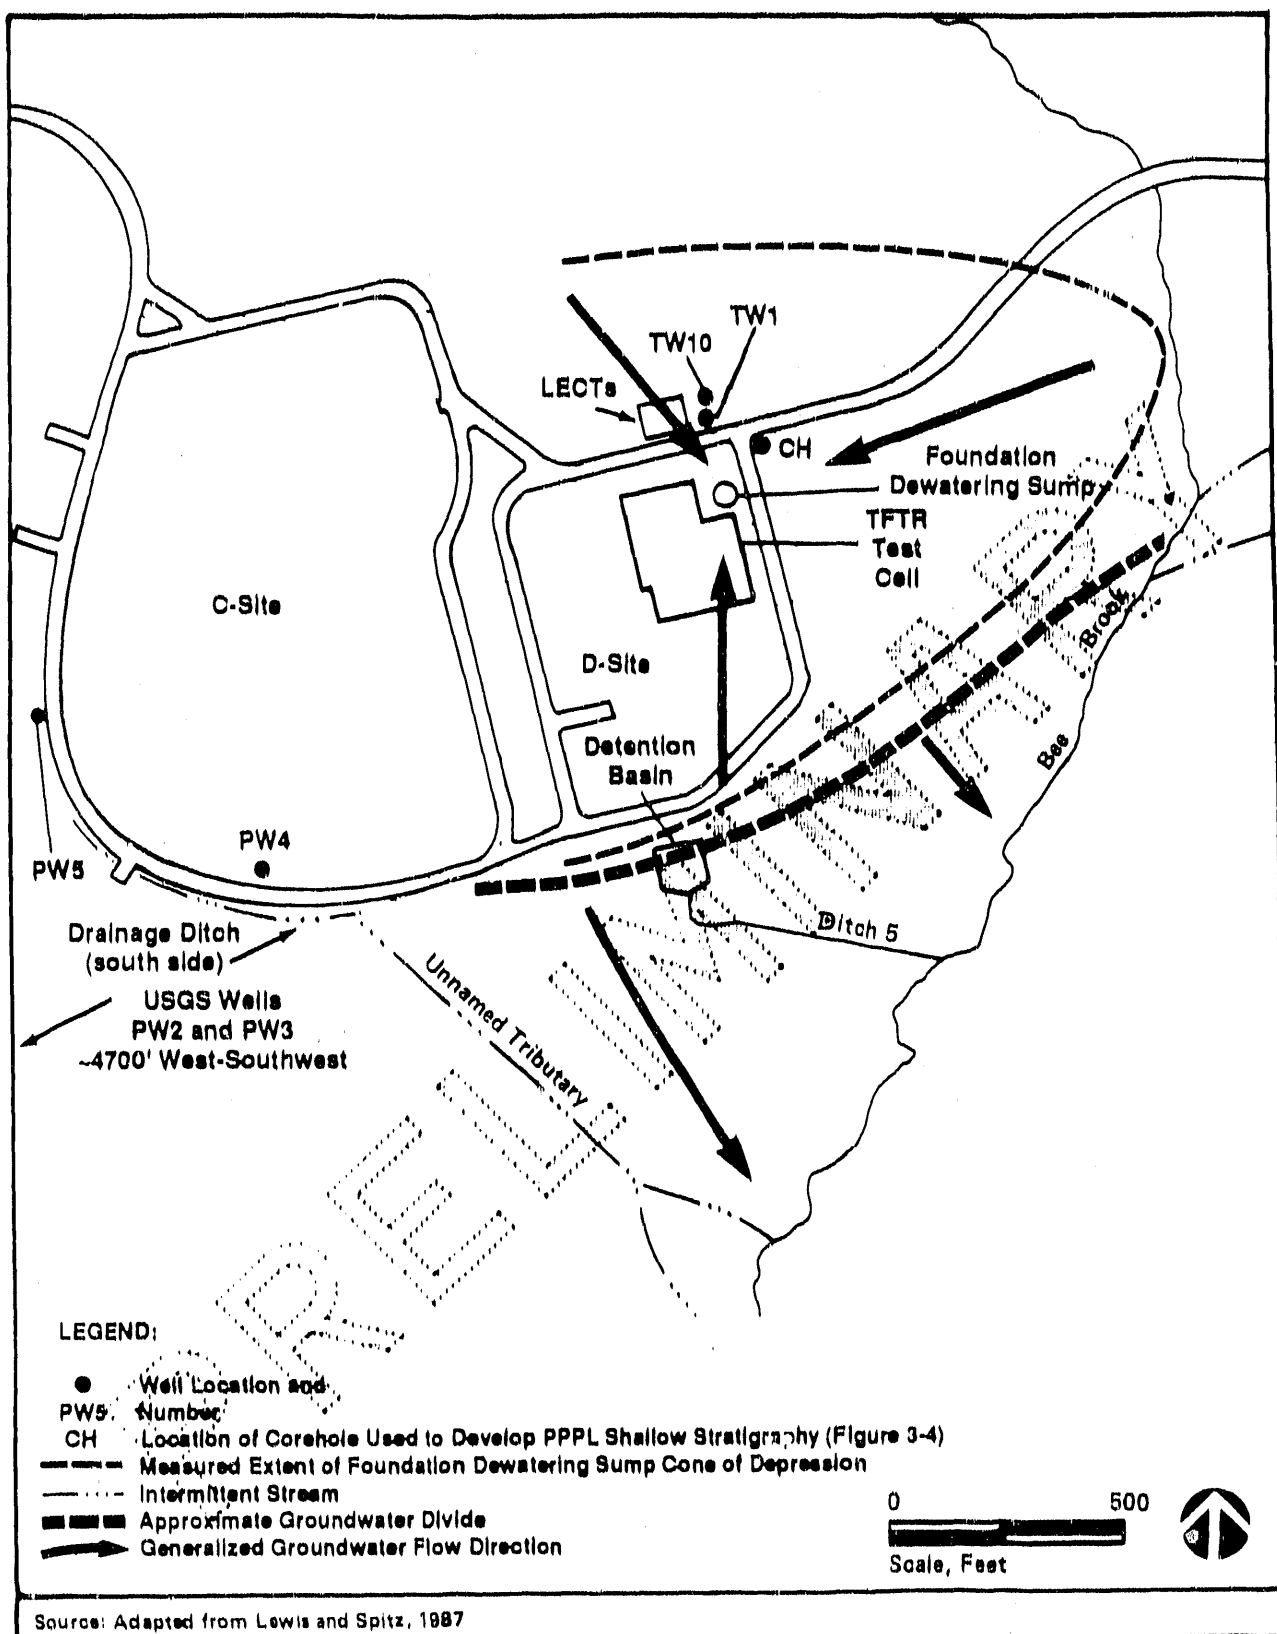 TW1
TW10
LECTs
CH
Foundation
Dewatering Sump
TFTR
Test
Cell
C-Site
D-Site
Brook
Bee
Detention
Basin
PW4
PW5
Ditch 5
Drainage Ditch
(south side)
Unnamed Tributary
USGS Wells
PW2 and PW3
~4700' West-Southwest
PRELIMINARY
LEGEND:
Well Location and
PW5. Number
CH Location of Corehole Used to Develop PPPL Shallow Stratigraphy (Figure 3-4)
Measured Extent of Foundation Dewatering Sump Cone of Depression
Intermittent Stream
Approximate Groundwater Divide
Generalized Groundwater Flow Direction
0 500
Scale, Feet
Source: Adapted from Lewis and Spitz, 1987